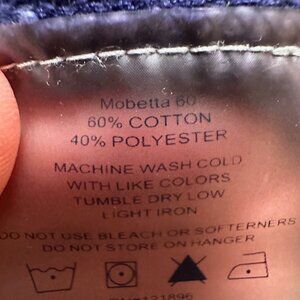 Mobetta 60
60% COTTON
40% POLYESTER
MACHINE WASH COLD
WITH LIKE COLORS
TUMBLE DRY LOW
LIGHT IRON
DO NOT USE BLEACH OR SOFTERNERS
DO NOT STORE ON HANGER